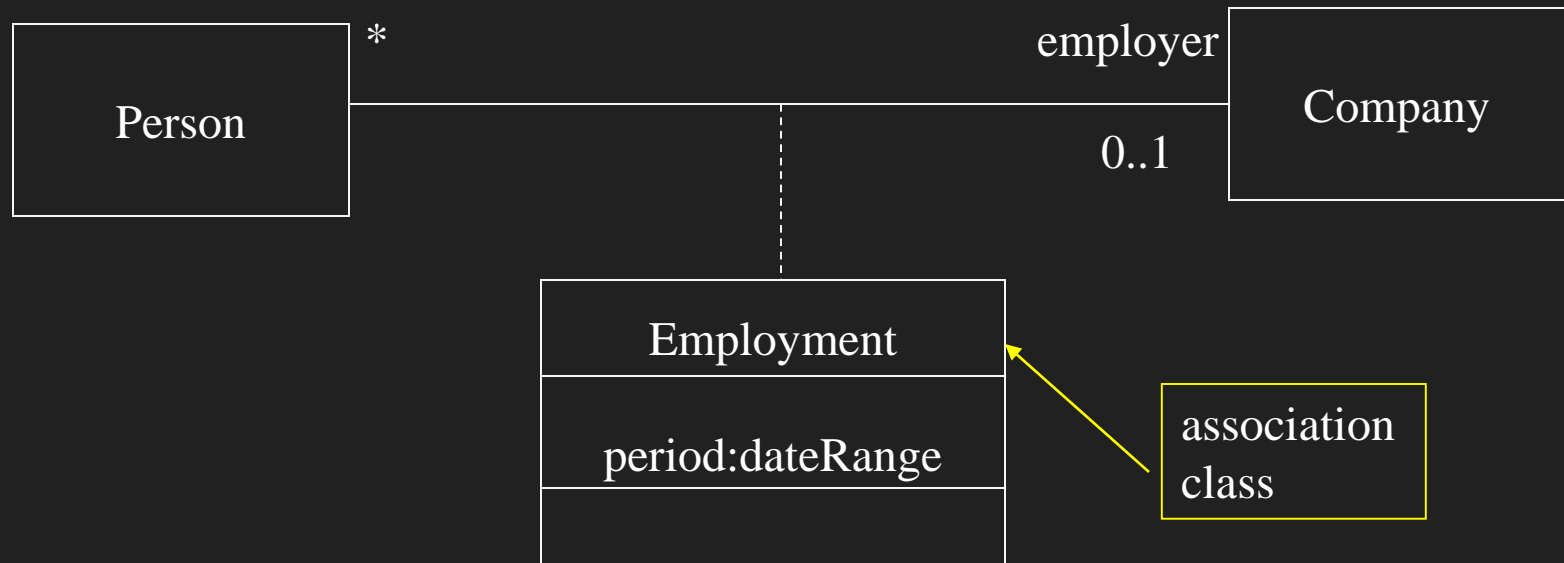 *
employer
Person
Company
0..1
Employment
period:dateRange
association
class